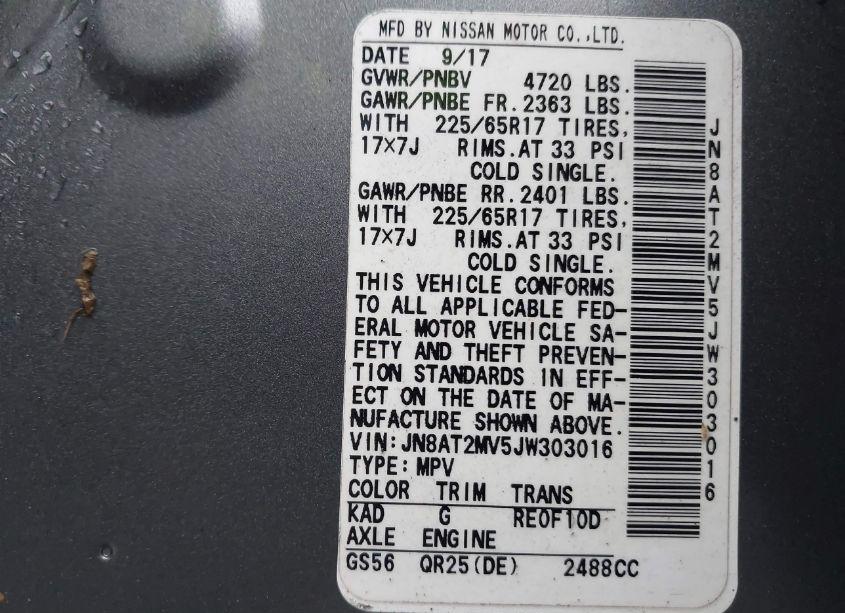 MFD BY NISSAN MOTOR CO.,LTD.
DATE 9/17
GVWR/PNBV 4720 LBS.
GAWR/PNBE FR.2363 LBS.
WITH 225/65R17 TIRES,
17×7J RIMS.AT 33 PSI
COLD SINGLE.
GAWR/PNBE RR.2401 LBS.
WITH 225/65R17 TIRES,
17×7J RIMS.AT 33 PSI
COLD SINGLE.
THIS VEHICLE CONFORMS
TO ALL APPLICABLE FED-
ERAL MOTOR VEHICLE SA-
FETY AND THEFT PREVEN-
TION STANDARDS IN EFF-
ECT ON THE DATE OF MA-
NUFACTURE SHOWN ABOVE.
VIN:JN8AT2MV5JW303016
TYPE:MPV
COLOR TRIM TRANS
KAD G RE0F10D
AXLE ENGINE
GS56 QR25(DE) 2488CC
JN8AT2MV5JW303016